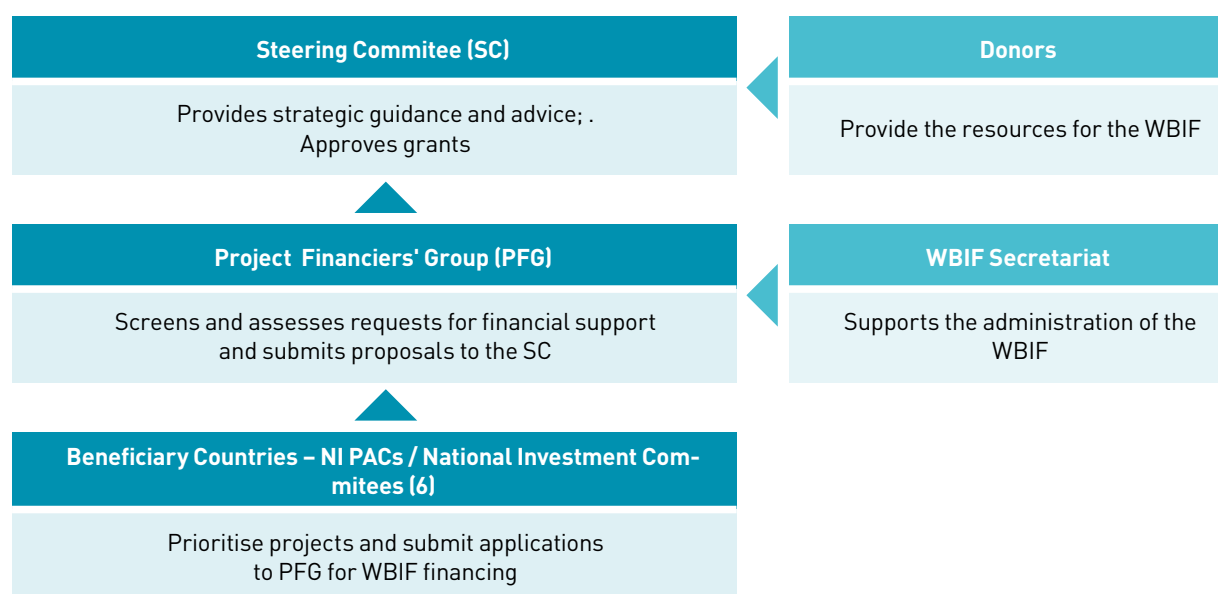 Steering Commitee (SC)
Provides strategic guidance and advice; .
Approves grants
Donors
Provide the resources for the WBIF
Project  Financiers' Group (PFG)
Screens and assesses requests for financial support
and submits proposals to the SC
WBIF Secretariat
Supports the administration of the
WBIF
Beneficiary Countries – NI PACs / National Investment Com-
mitees (6)
Prioritise projects and submit applications
to PFG for WBIF financing